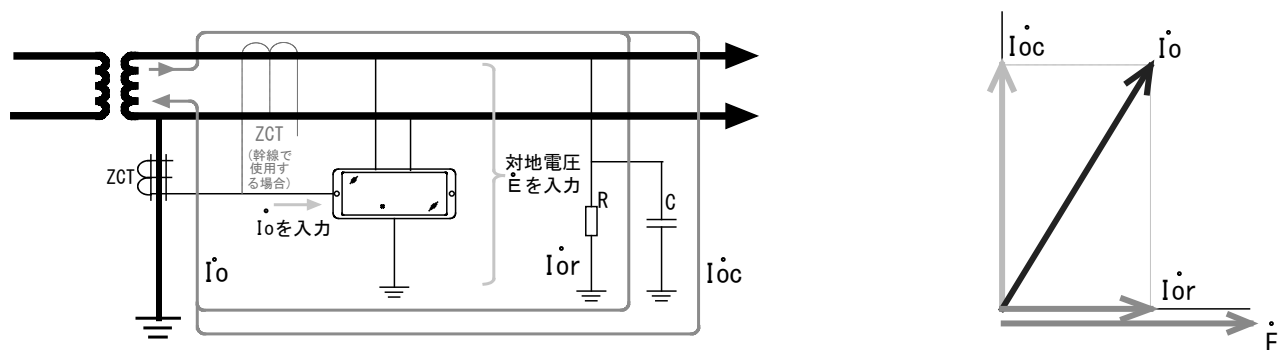 ZCT
(幹線で
使用す
る場合)
ZCT
İoを入力
対地電圧
Ėを入力
R
C
İo
İor
İoc
İoc
İo
İor
Ė